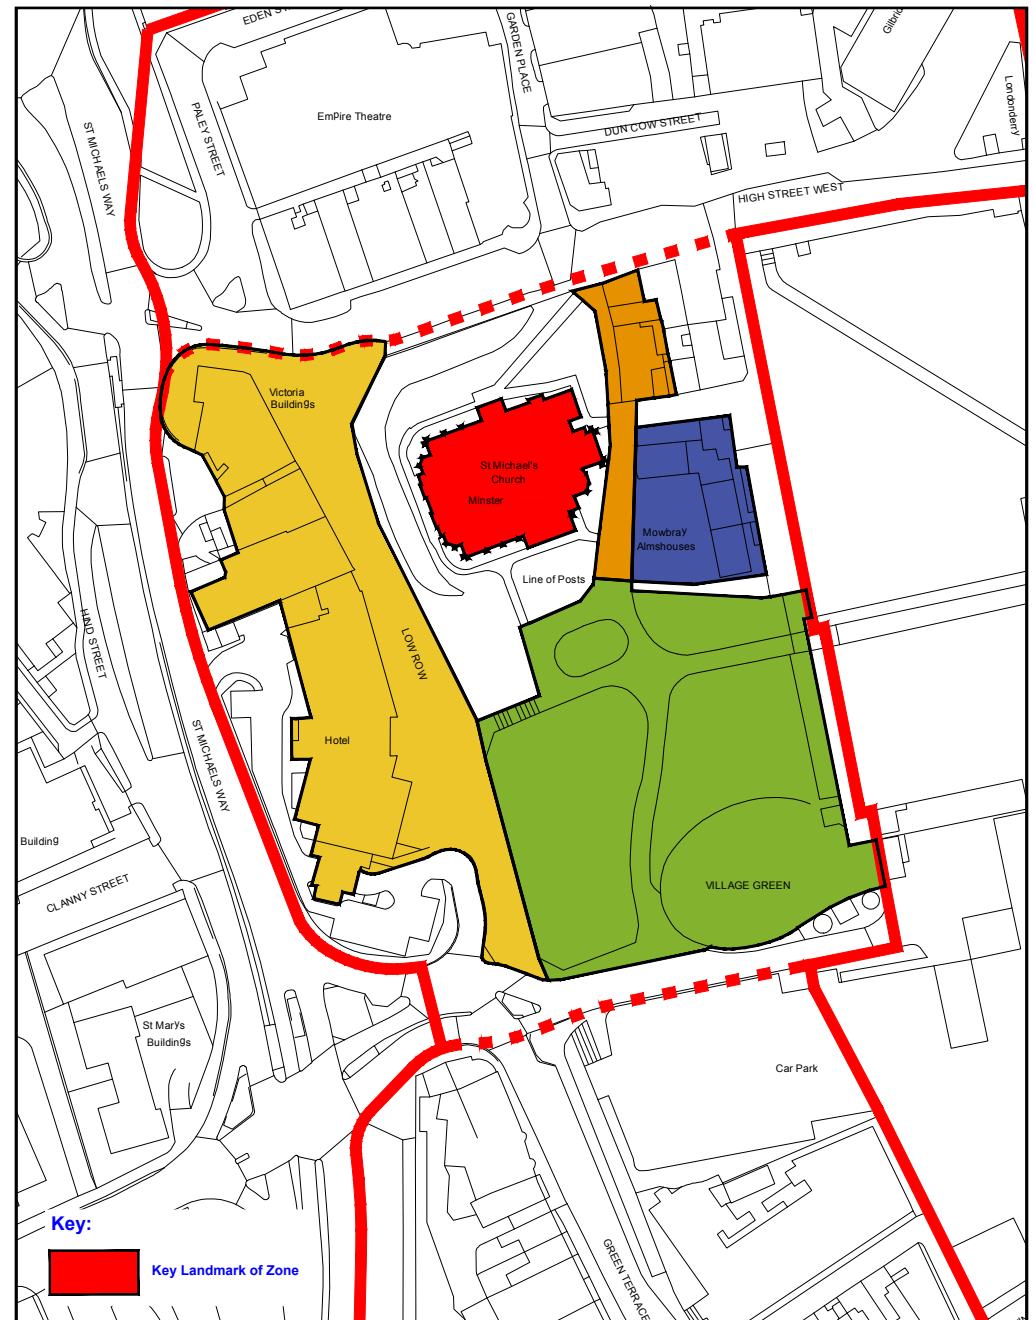 EDEN ST
GARDEN PLACE
Gilbri
Londonderry
EmPire Theatre
PALEY STREET
ST MICHAELS WAY
DUN COW STREET
HIGH STREET WEST
Victoria
Buildin9s
St Michael's
Church
Minster
Mowbray
Almshouses
Line of Posts
HIND STREET
LOW ROW
Hotel
ST MICHAELS WAY
Buildin9
CLANNY STREET
VILLAGE GREEN
St Marys
Buildin9s
Car Park
GREEN TERRACE
Key:
Key Landmark of Zone